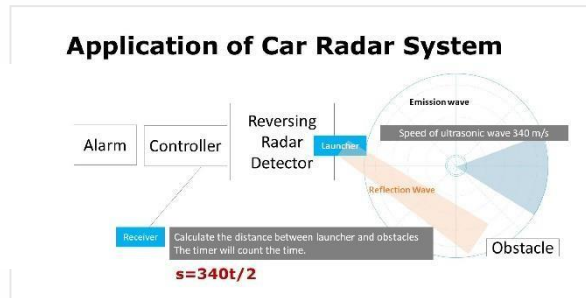 Application of Car Radar System
Alarm
Controller
Reversing
Radar
Detector
Launcher
Emission wave
Speed of ultrasonic wave 340 m/s
Reflection Wave
Obstacle
Receiver
Calculate the distance between launcher and obstacles
The timer will count the time.
s=340t/2